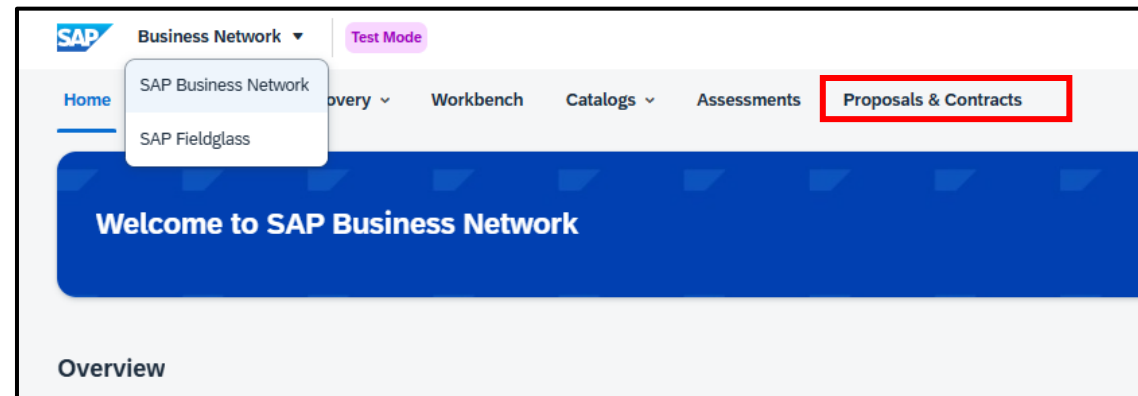 SAP Business Network ▼ Test Mode
SAP Business Network
Home overy Workbench Catalogs Assessments Proposals & Contracts
SAP Fieldglass
Welcome to SAP Business Network
Overview